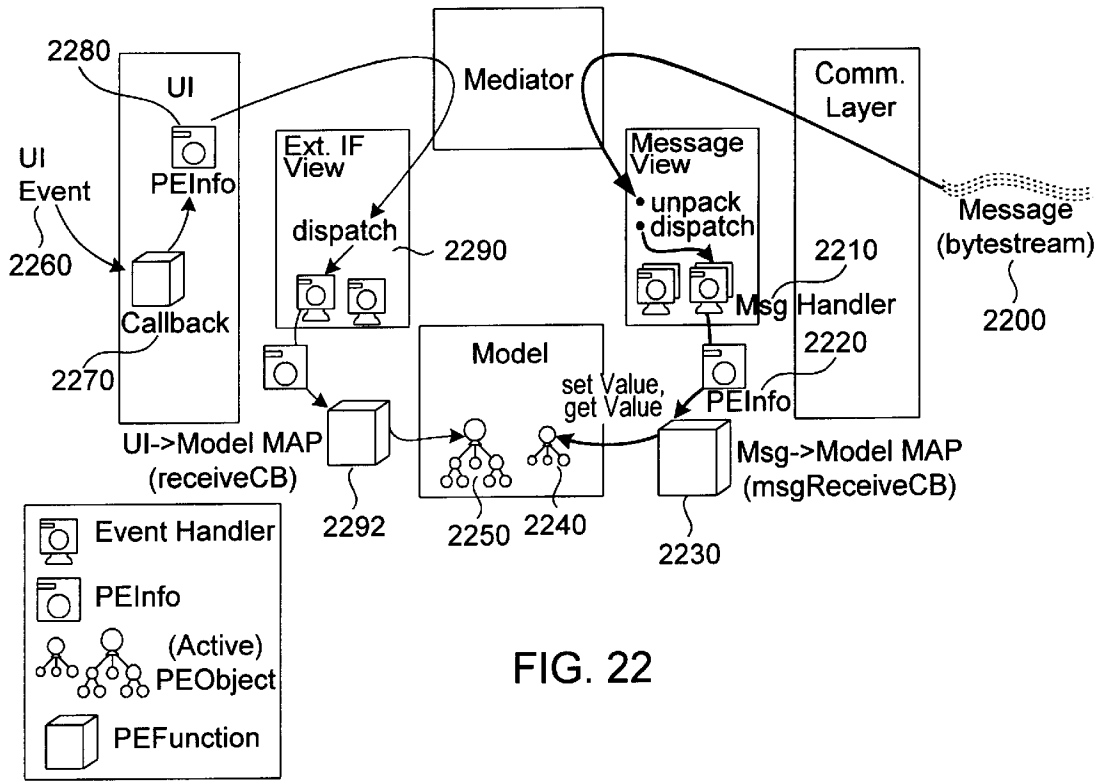 2280
UI
PEInfo
UI
Event
2260
Callback
2270
UI->Model MAP
(receiveCB)
Mediator
Ext. IF
View
dispatch
2290
2292
Model
set Value,
get Value
2250
2240
Message
View
• unpack
• dispatch
2210
Msg Handler
2220
PEInfo
Msg->Model MAP
(msgReceiveCB)
2230
Comm.
Layer
Message
(bytestream)
2200
Event Handler
PEInfo
(Active)
PEObject
PEFunction
FIG. 22